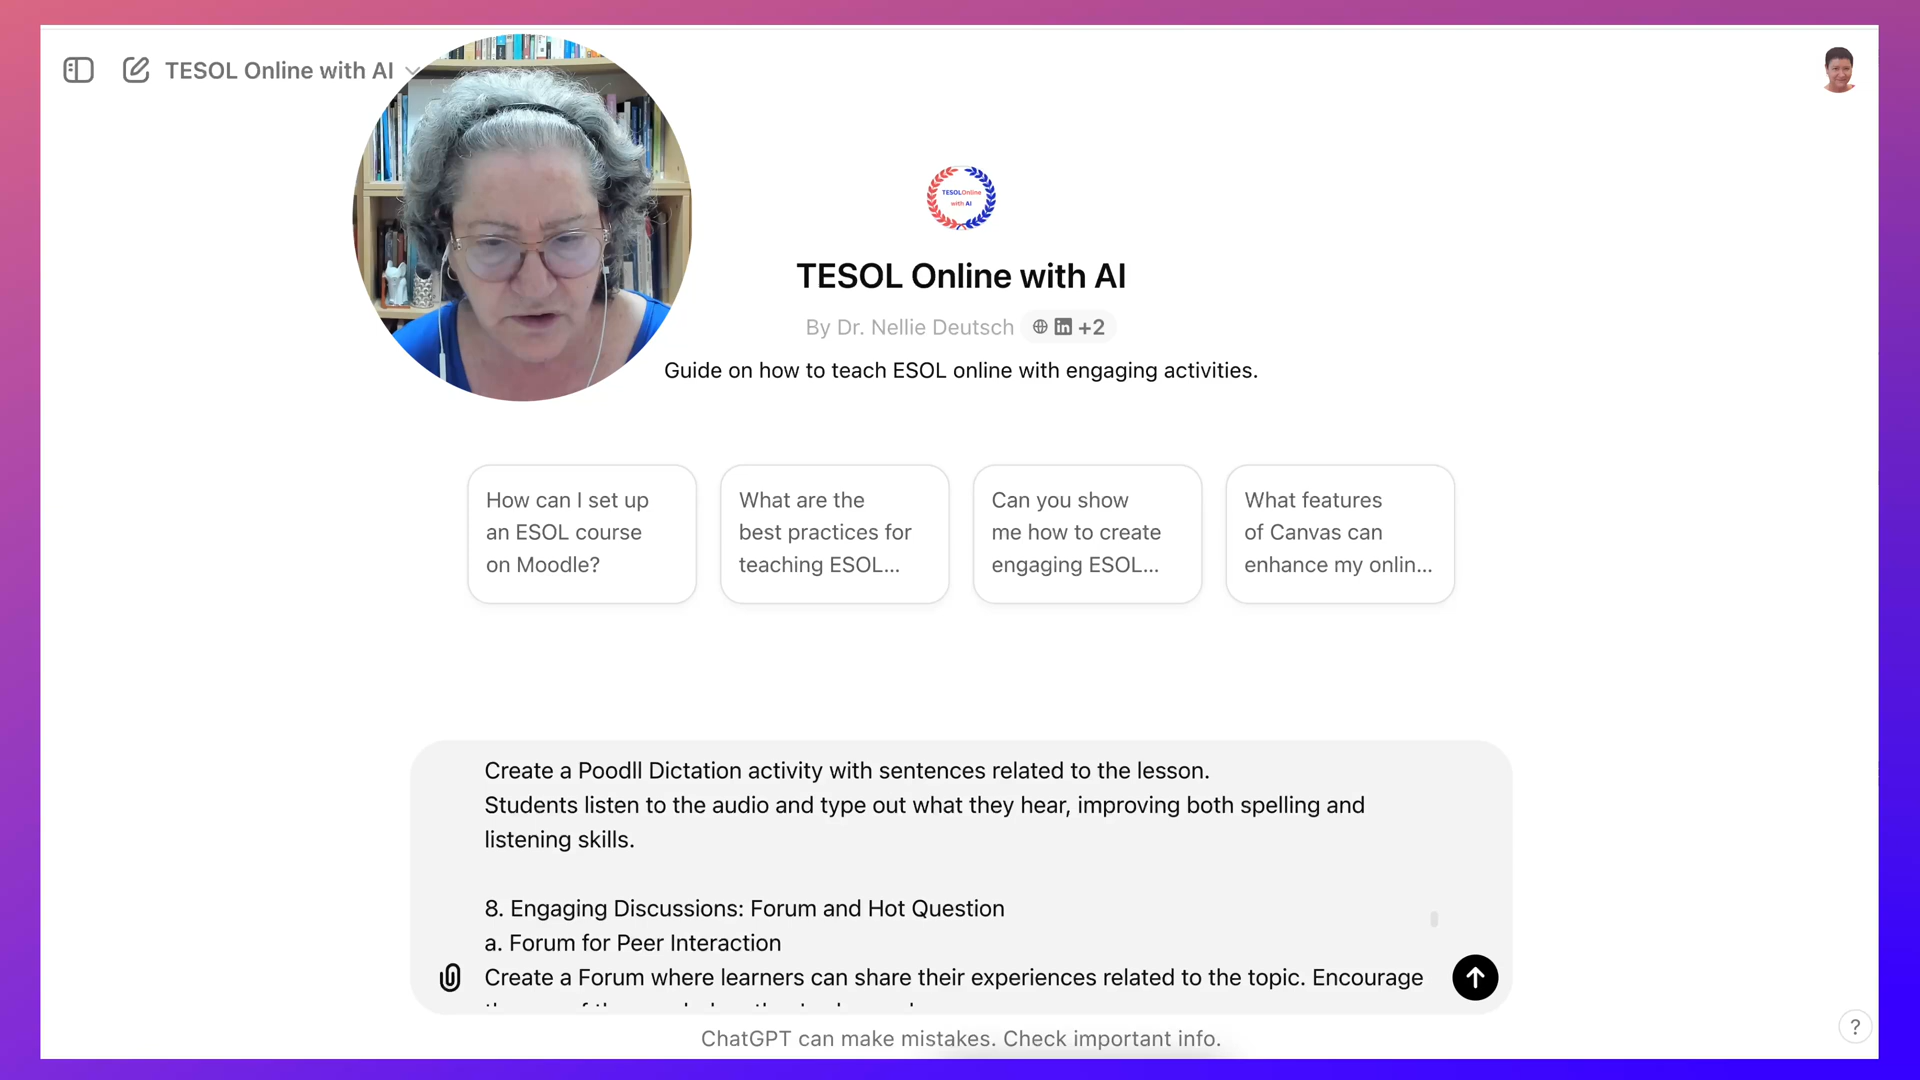 TESOL Online with AI
TESOLOnline
with AI
TESOL Online with AI
By Dr. Nellie Deutsch
in +2
Guide on how to teach ESOL online with engaging activities.
How can I set up
an ESOL course
on Moodle?
What are the
best practices for
teaching ESOL...
Can you show
me how to create
engaging ESOL...
What features
of Canvas can
enhance my onlin...
Create a Poodll Dictation activity with sentences related to the lesson.
Students listen to the audio and type out what they hear, improving both spelling and
listening skills.
8. Engaging Discussions: Forum and Hot Question
a. Forum for Peer Interaction
Create a Forum where learners can share their experiences related to the topic. Encourage
ChatGPT can make mistakes. Check important info.
?